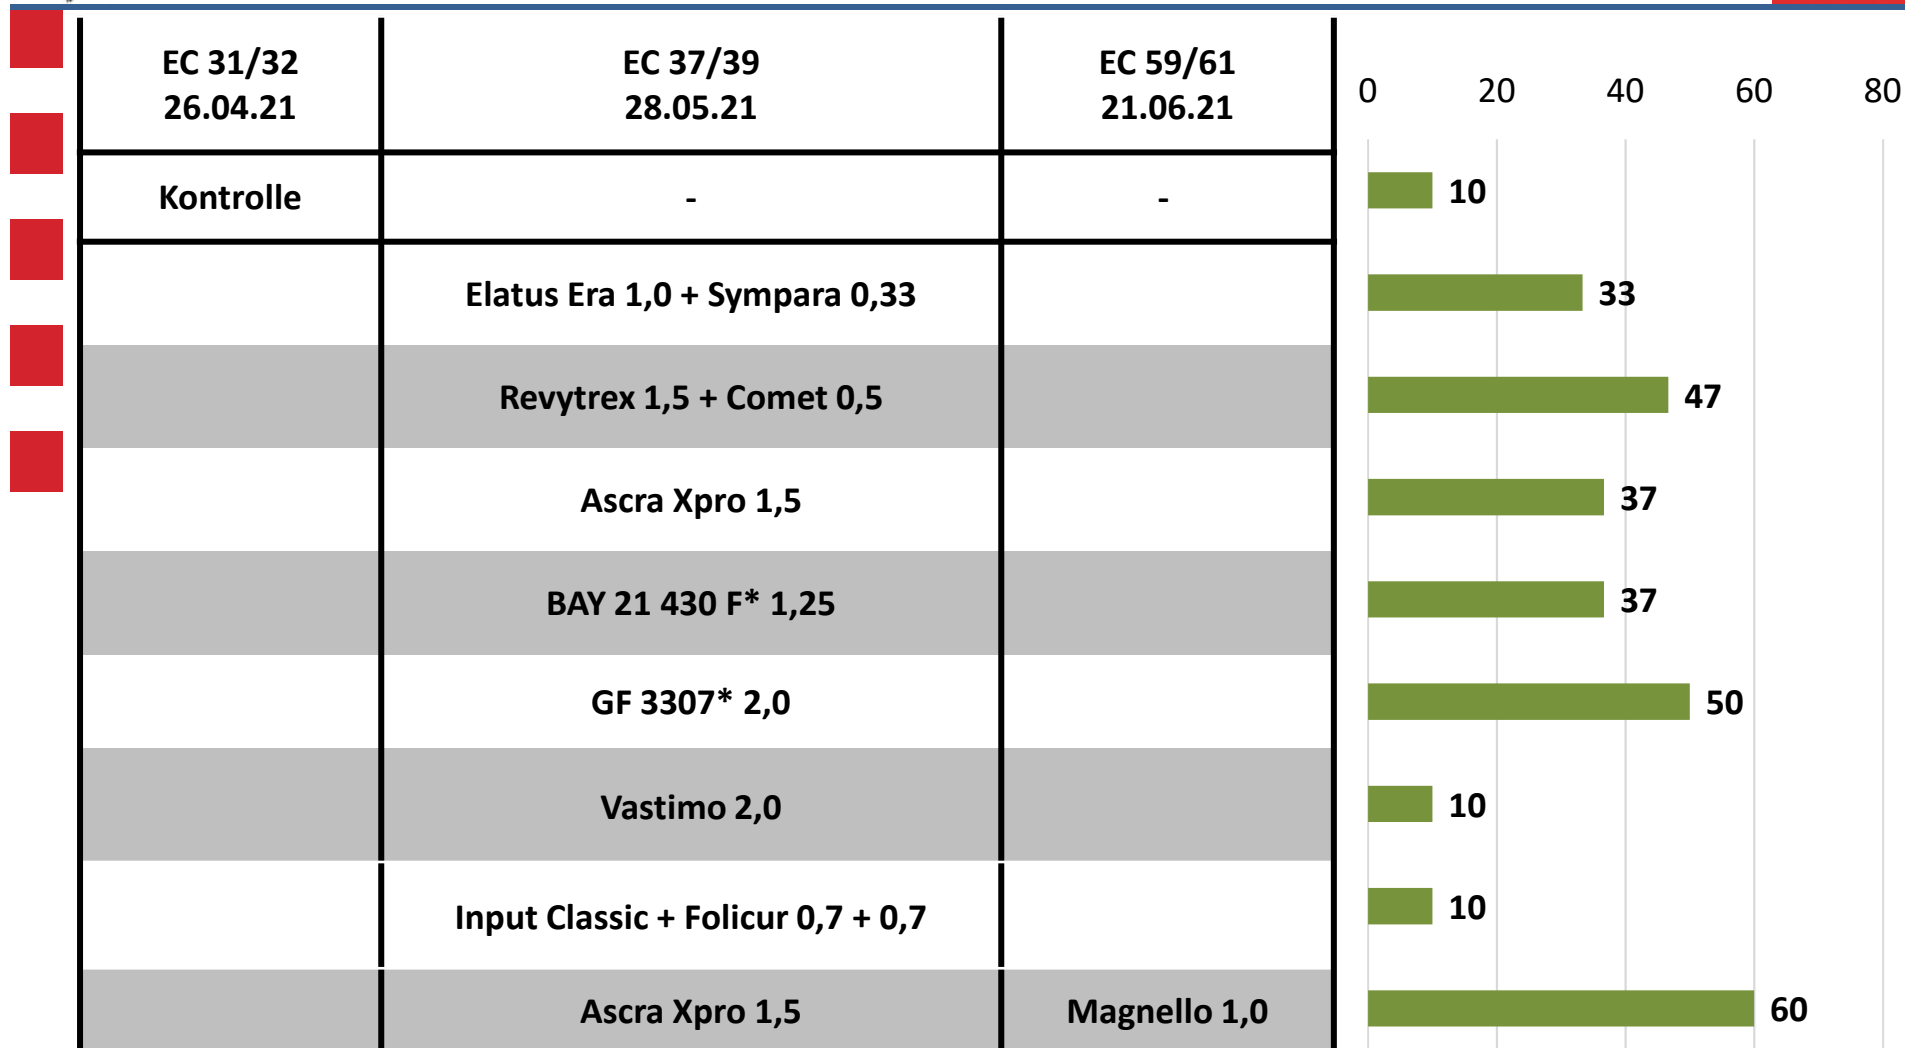 EC 31/32
26.04.21
EC 37/39
28.05.21
EC 59/61
21.06.21
0 20 40 60 80
Kontrolle - - 10
Elatus Era 1,0 + Sympara 0,33 33
Revytrex 1,5 + Comet 0,5 47
Ascra Xpro 1,5 37
BAY 21 430 F* 1,25 37
GF 3307* 2,0 50
Vastimo 2,0 10
Input Classic + Folicur 0,7 + 0,7 10
Ascra Xpro 1,5 Magnello 1,0 60